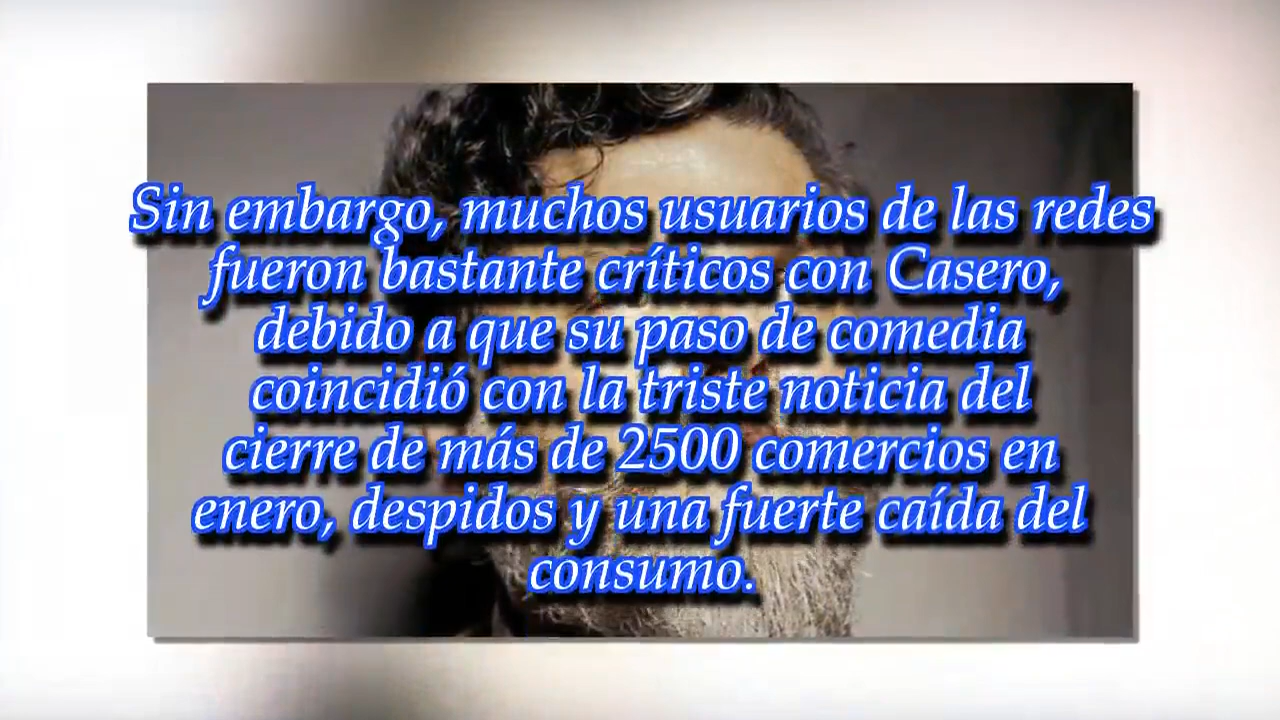 Sin embargo, muchos usuarios de las redes
fueron bastante críticos con Casero,
debido a que su paso de comedia
coincidió con la triste noticia del
cierre de más de 2500 comercios en
enero, despidos y una fuerte caída del
consumo.